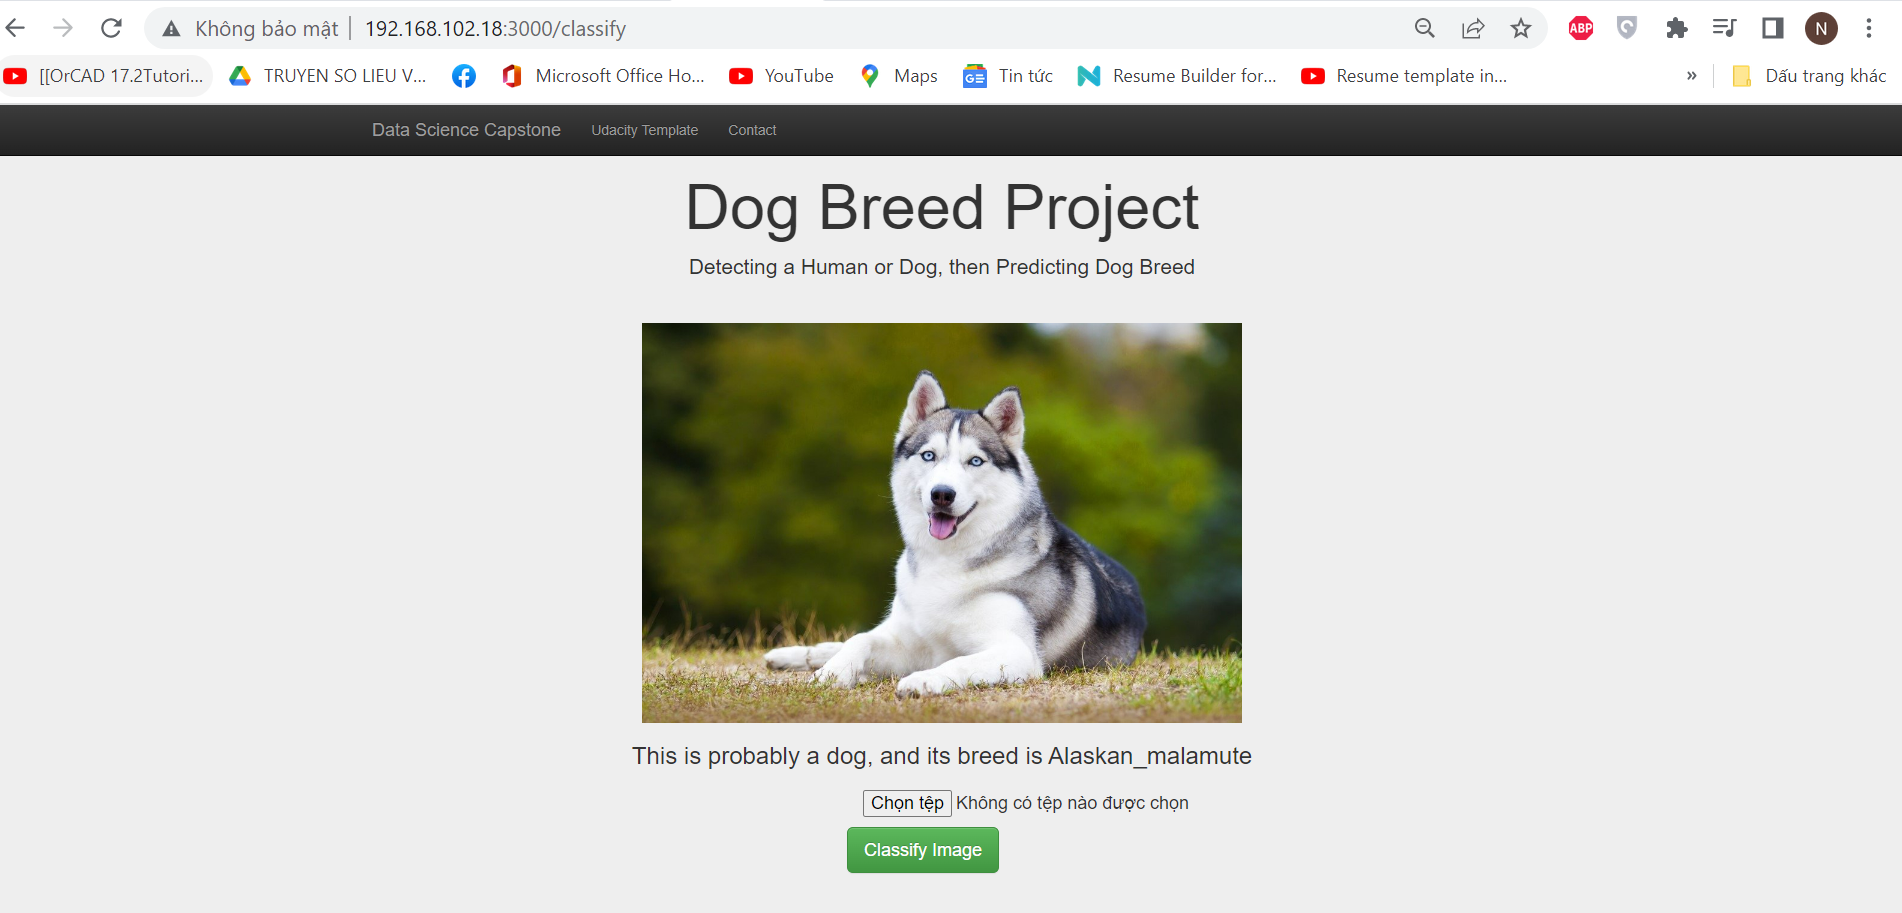 Không bảo mật 192.168.102.18:3000/classify
ABP
N
[[OrCAD 17.2Tutori... TRUYEN SO LIEU V... Microsoft Office Ho... YouTube Maps GE Tin tức Resume Builder for... Resume template in... » Dấu trang khác
Data Science Capstone Udacity Template Contact
Dog Breed Project
Detecting a Human or Dog, then Predicting Dog Breed
This is probably a dog, and its breed is Alaskan_malamute
Chọn tệp Không có tệp nào được chọn
Classify Image